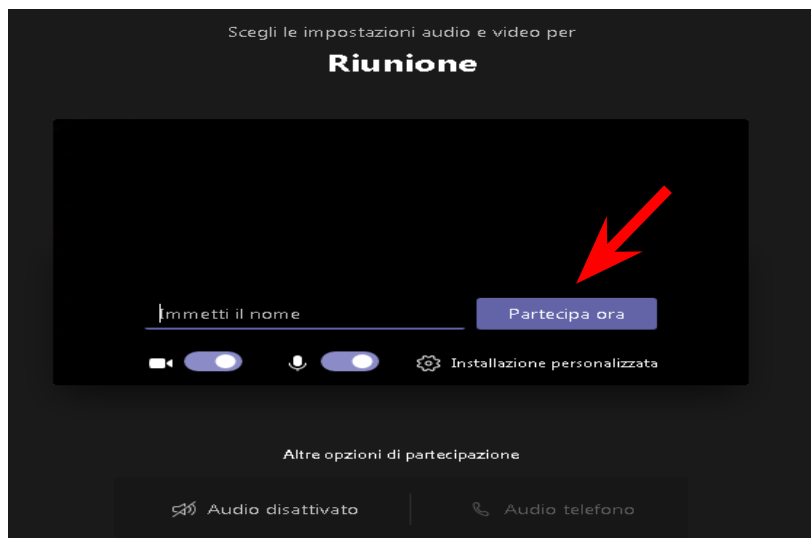 Scegli le impostazioni audio e video per
Riunione
Immetti il nome
Partecipa ora
Installazione personalizzata
Altre opzioni di partecipazione
Audio disattivato
Audio telefono